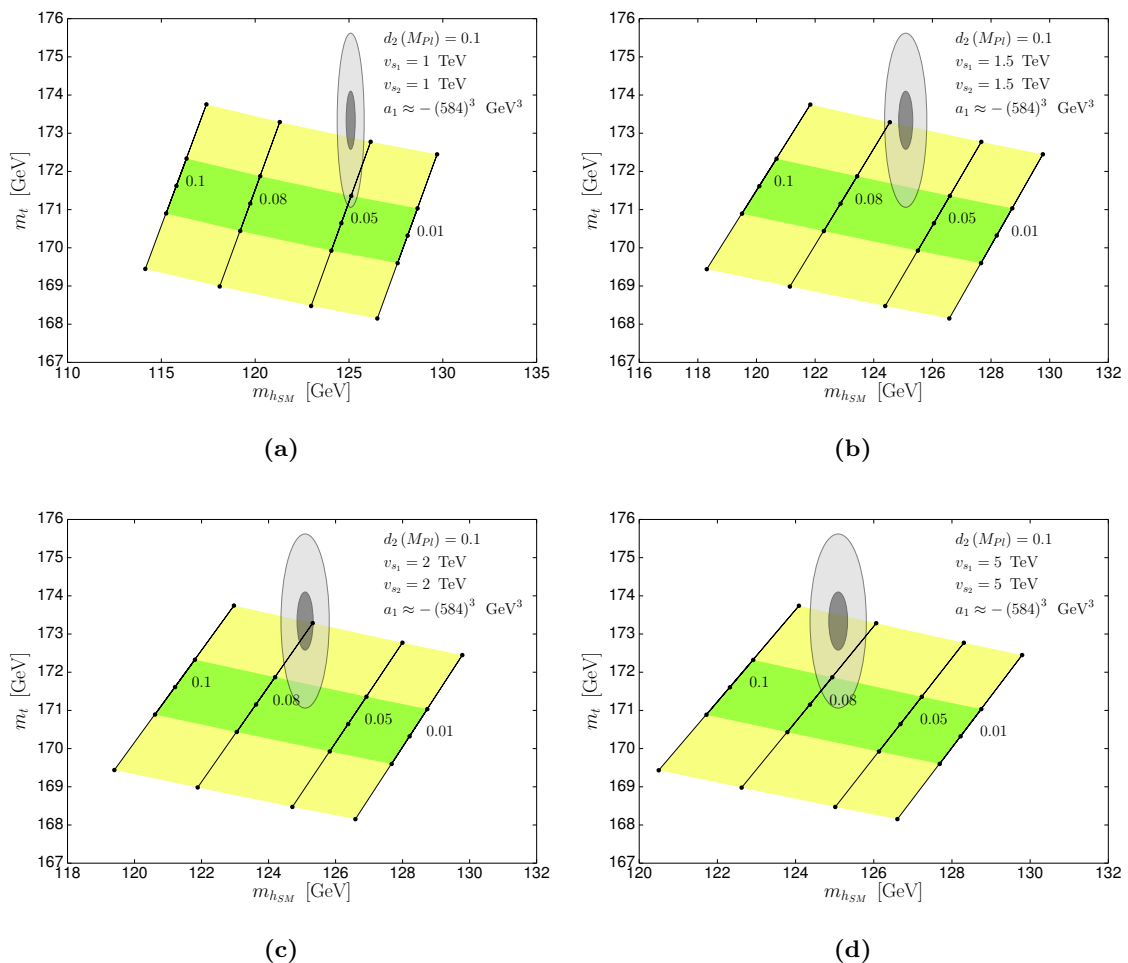 176
175
174
173
172
171
170
169
168
167
m_t [GeV]
d_2 (M_{Pl}) = 0.1
v_{s_1} = 1 TeV
v_{s_2} = 1 TeV
a_1 ≈ −(584)^3 GeV^3
0.1
0.08
0.05
0.01
110 115 120 125 130 135
m_{h_{SM}} [GeV]
(a)
176
175
174
173
172
171
170
169
168
167
m_t [GeV]
d_2 (M_{Pl}) = 0.1
v_{s_1} = 1.5 TeV
v_{s_2} = 1.5 TeV
a_1 ≈ −(584)^3 GeV^3
0.1
0.08
0.05
0.01
116 118 120 122 124 126 128 130 132
m_{h_{SM}} [GeV]
(b)
176
175
174
173
172
171
170
169
168
167
m_t [GeV]
d_2 (M_{Pl}) = 0.1
v_{s_1} = 2 TeV
v_{s_2} = 2 TeV
a_1 ≈ −(584)^3 GeV^3
0.1
0.08
0.05
0.01
118 120 122 124 126 128 130 132
m_{h_{SM}} [GeV]
(c)
176
175
174
173
172
171
170
169
168
167
m_t [GeV]
d_2 (M_{Pl}) = 0.1
v_{s_1} = 5 TeV
v_{s_2} = 5 TeV
a_1 ≈ −(584)^3 GeV^3
0.1
0.08
0.05
0.01
120 122 124 126 128 130 132
m_{h_{SM}} [GeV]
(d)